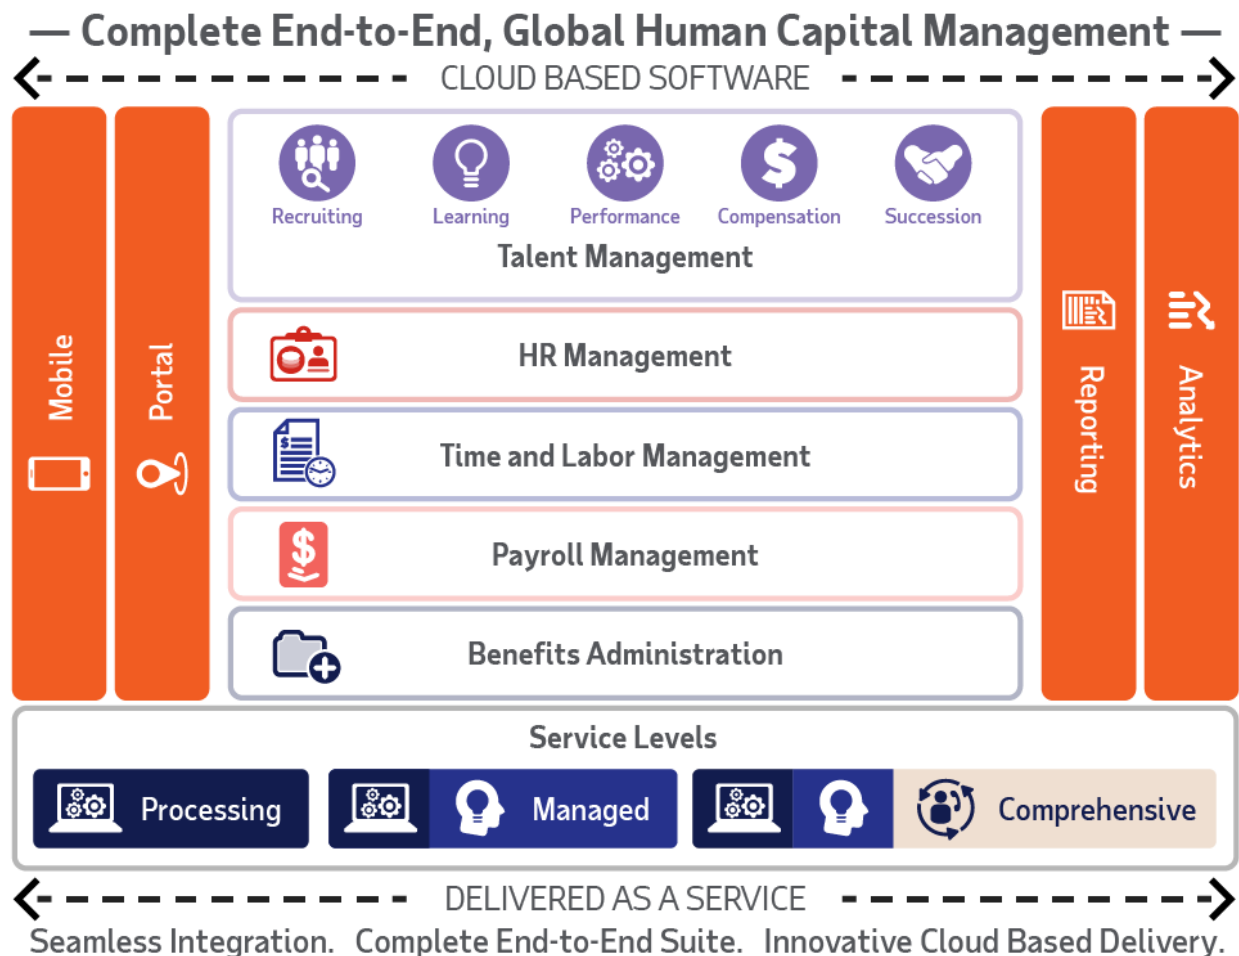 — Complete End-to-End, Global Human Capital Management —
CLOUD BASED SOFTWARE
Mobile
Portal
Recruiting Learning Performance Compensation Succession
Talent Management
HR Management
Time and Labor Management
Payroll Management
Benefits Administration
Reporting
Analytics
Service Levels
Processing Managed Comprehensive
DELIVERED AS A SERVICE
Seamless Integration. Complete End-to-End Suite. Innovative Cloud Based Delivery.